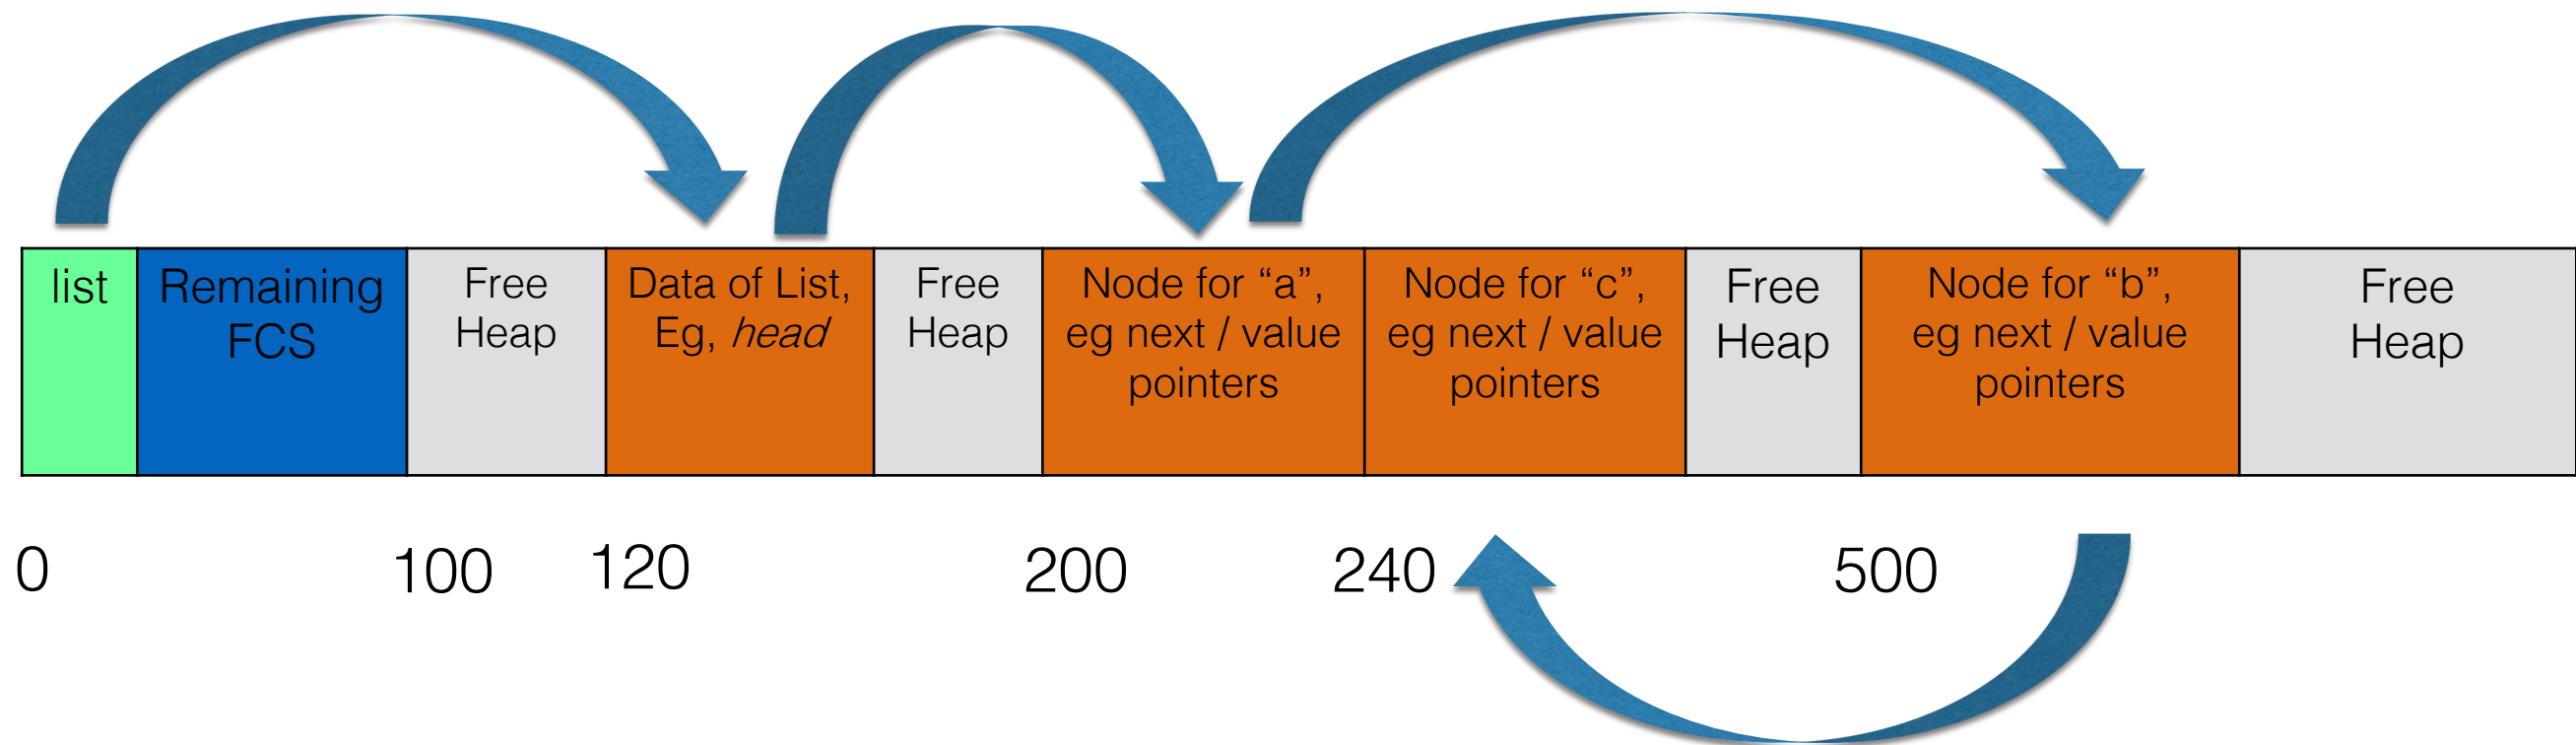 list
Remaining
FCS
Free
Heap
Data of List,
Eg, head
Free
Heap
Node for “a”,
eg next / value
pointers
Node for “c”,
eg next / value
pointers
Free
Heap
Node for “b”,
eg next / value
pointers
Free
Heap
0
100
120
200
240
500